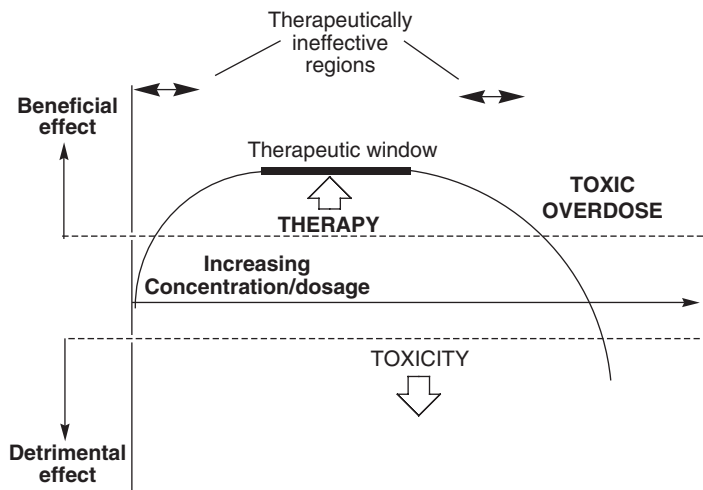 Therapeutically
ineffective
regions
Beneficial
effect
Therapeutic window
TOXIC
OVERDOSE
THERAPY
Increasing
Concentration/dosage
TOXICITY
Detrimental
effect